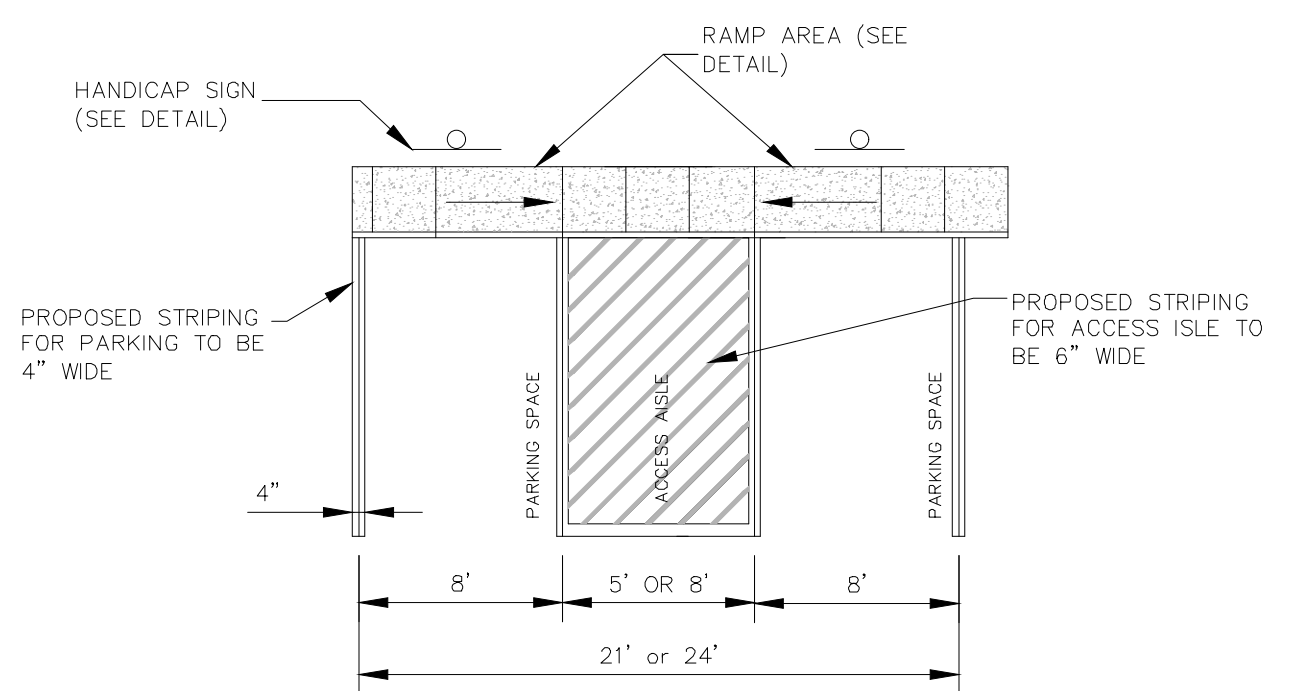 RAMP AREA (SEE
DETAIL)
HANDICAP SIGN
(SEE DETAIL)
PROPOSED STRIPING
FOR PARKING TO BE
4” WIDE
PROPOSED STRIPING
FOR ACCESS ISLE TO
BE 6” WIDE
PARKING SPACE
ACCESS AISLE
PARKING SPACE
4”
8’
5’ OR 8’
8’
21’ or 24’